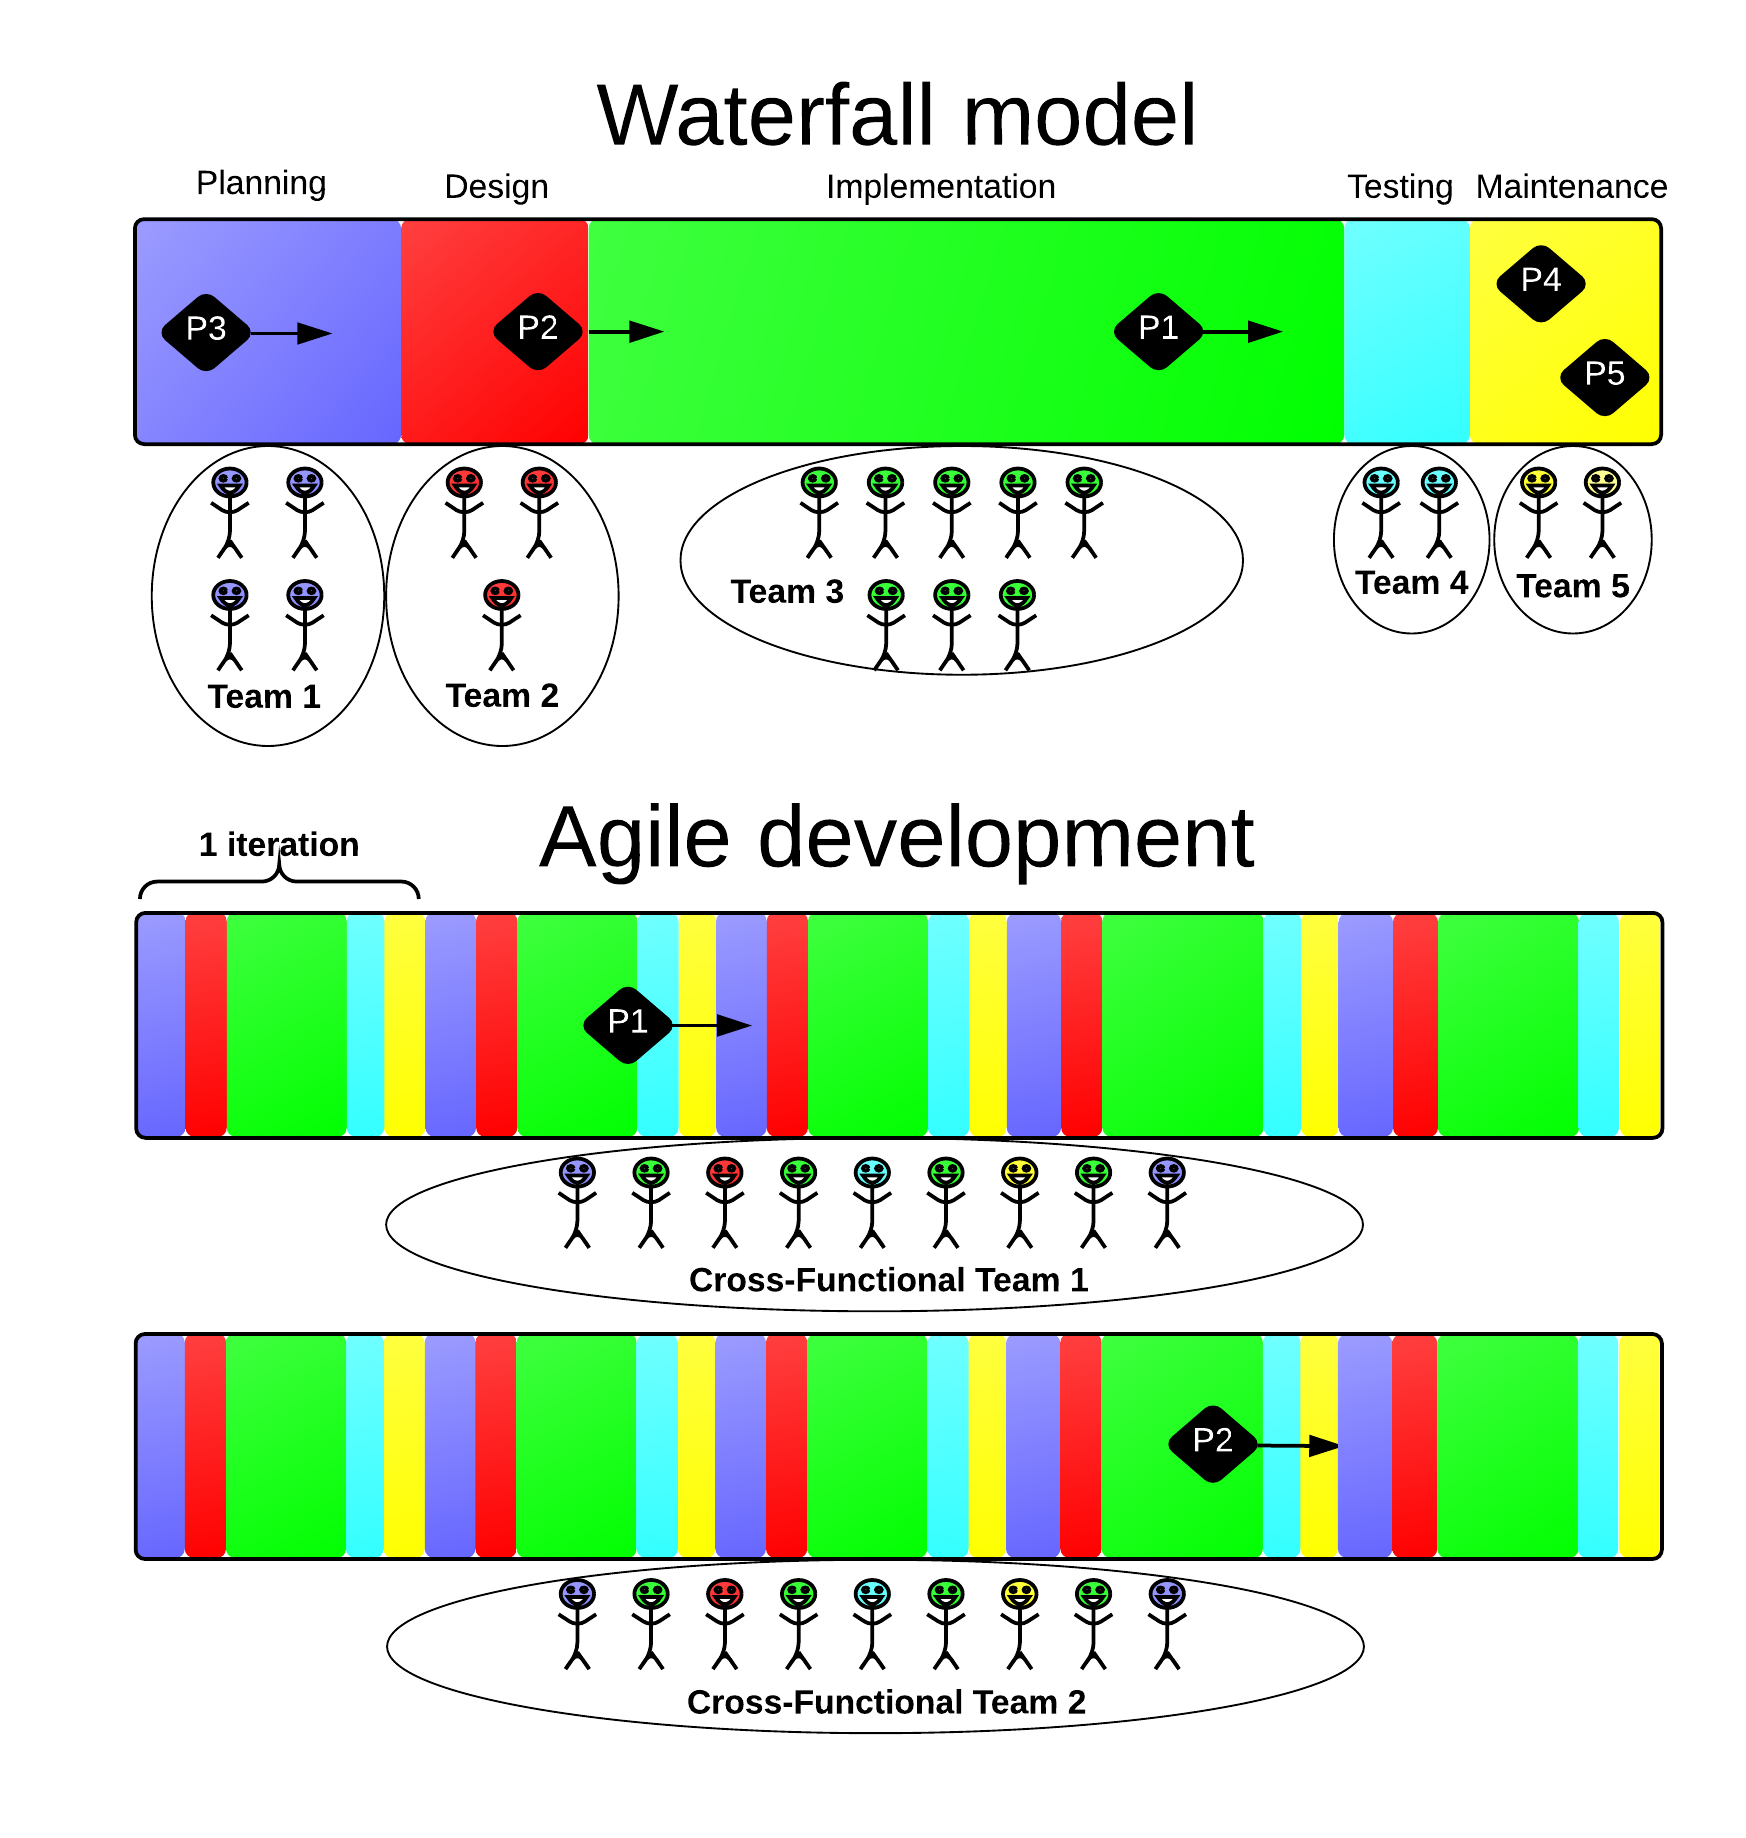 Waterfall model
Planning
Design
Implementation
Testing
Maintenance
P3
P2
P1
P4
P5
Team 1
Team 2
Team 3
Team 4
Team 5
Agile development
1 iteration
P1
Cross-Functional Team 1
P2
Cross-Functional Team 2